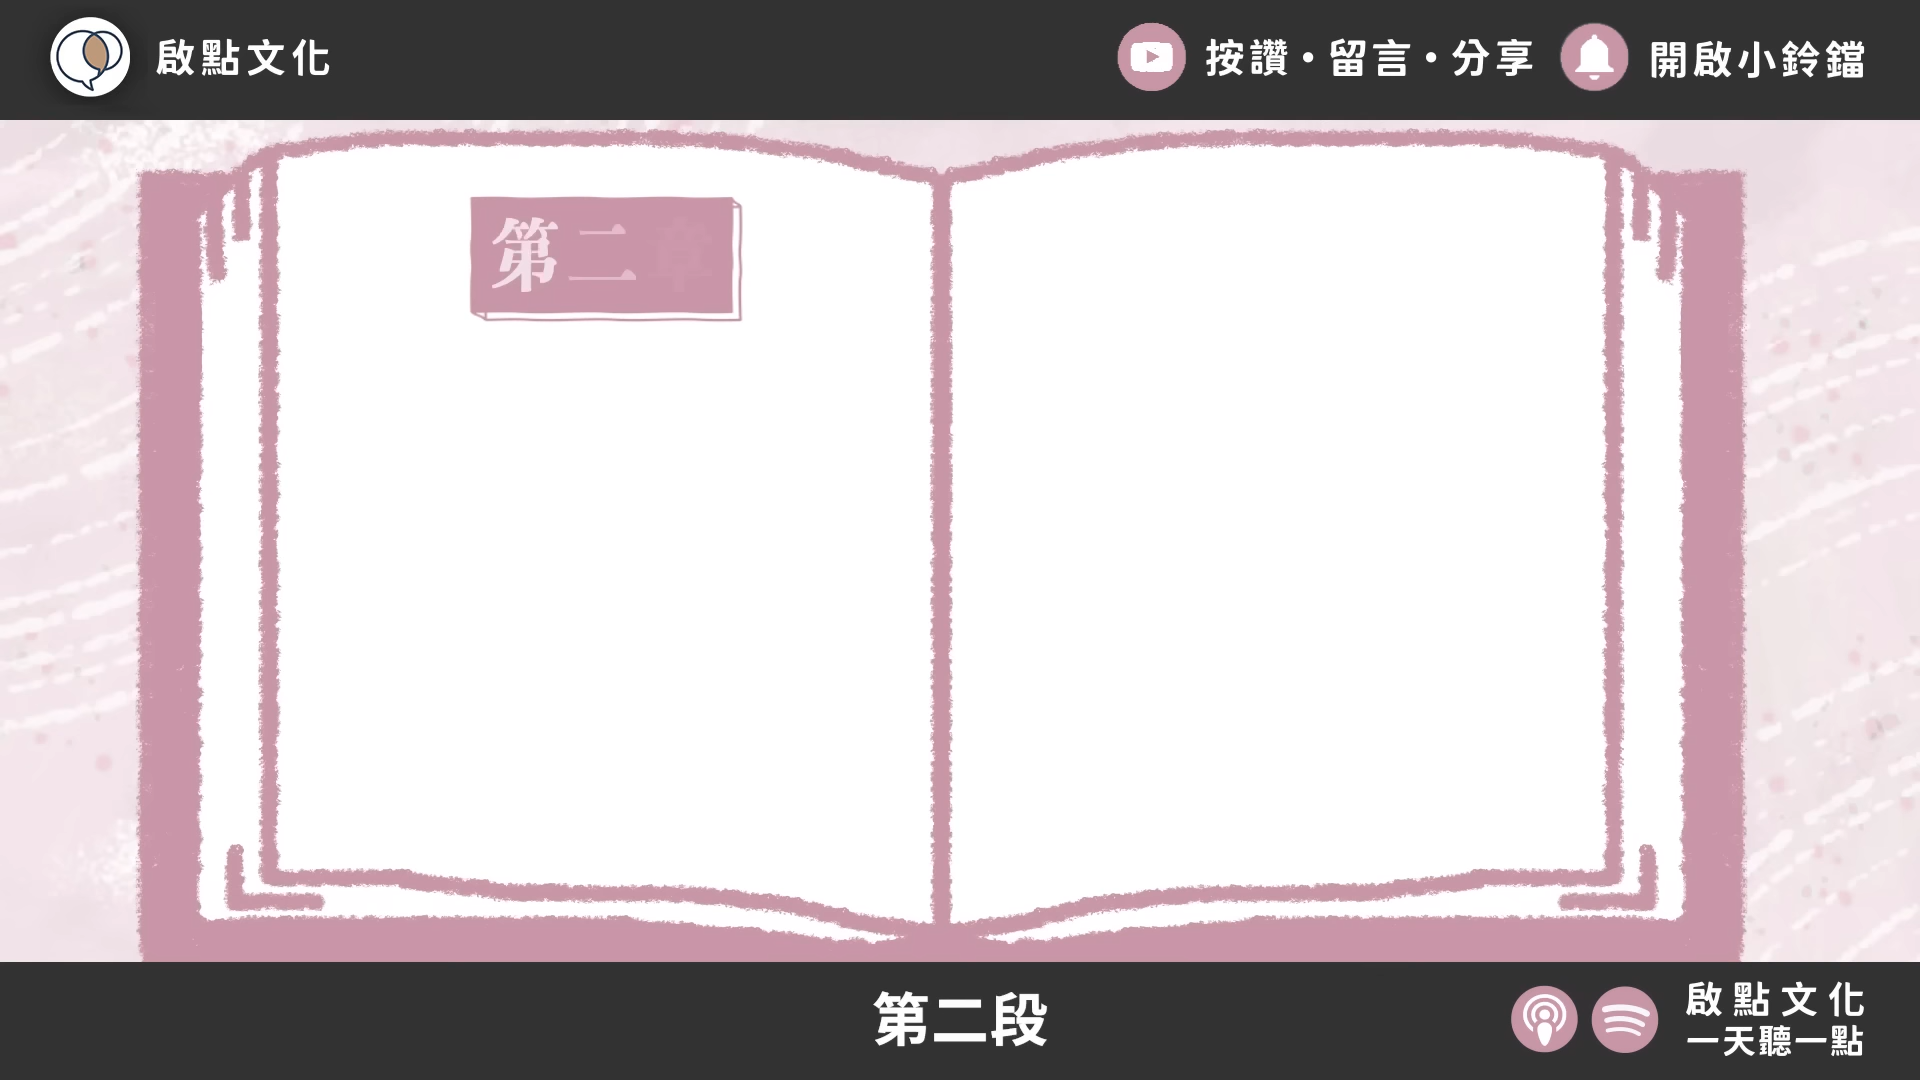 啟點文化
按讚・留言・分享
開啟小鈴鐺
第二章
第二段
啟點文化
一天聽一點